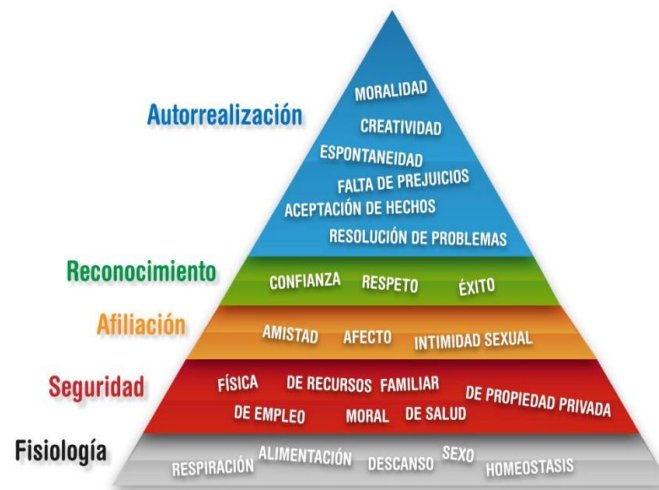 Autorrealización
MORALIDAD
CREATIVIDAD
ESPONTANEIDAD
FALTA DE PREJUICIOS
ACEPTACIÓN DE HECHOS
RESOLUCIÓN DE PROBLEMAS
Reconocimiento
CONFIANZA RESPETO ÉXITO
Afiliación
AMISTAD AFECTO INTIMIDAD SEXUAL
Seguridad
FÍSICA DE RECURSOS FAMILIAR DE PROPIEDAD PRIVADA
DE EMPLEO MORAL DE SALUD
Fisiología
RESPIRACIÓN ALIMENTACIÓN DESCANSO SEXO HOMEOSTASIS